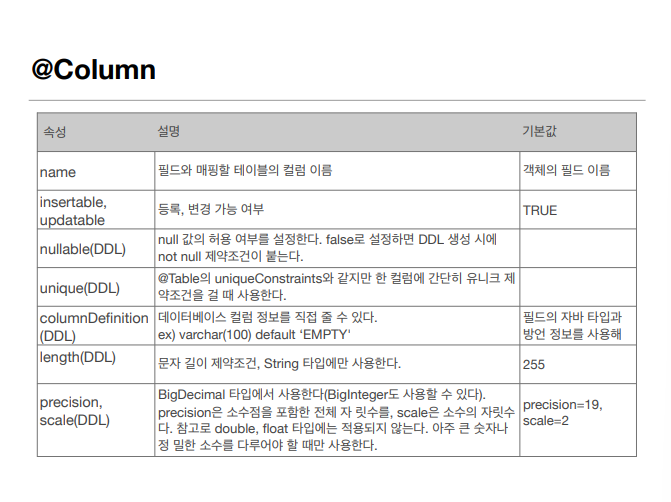 @Column
속성 설명 기본값
name 필드와 매핑할 테이블의 컬럼 이름 객체의 필드 이름
insertable,
updatable 등록, 변경 가능 여부 TRUE
nullable(DDL) null 값의 허용 여부를 설정한다. false로 설정하면 DDL 생성 시에
not null 제약조건이 붙는다.
unique(DDL) @Table의 uniqueConstraints와 같지만 한 컬럼에 간단히 유니크 제
약조건을 걸 때 사용한다.
columnDefinition
(DDL) 데이터베이스 컬럼 정보를 직접 줄 수 있다.
ex) varchar(100) default 'EMPTY'
필드의 자바 타입과
방언 정보를 사용해
length(DDL) 문자 길이 제약조건, String 타입에만 사용한다. 255
precision,
scale(DDL) BigDecimal 타입에서 사용한다(BigInteger도 사용할 수 있다).
precision은 소수점을 포함한 전체 자 릿수를, scale은 소수의 자릿수
다. 참고로 double, float 타입에는 적용되지 않는다. 아주 큰 숫자나
정 밀한 소수를 다루어야 할 때만 사용한다.
precision=19,
scale=2